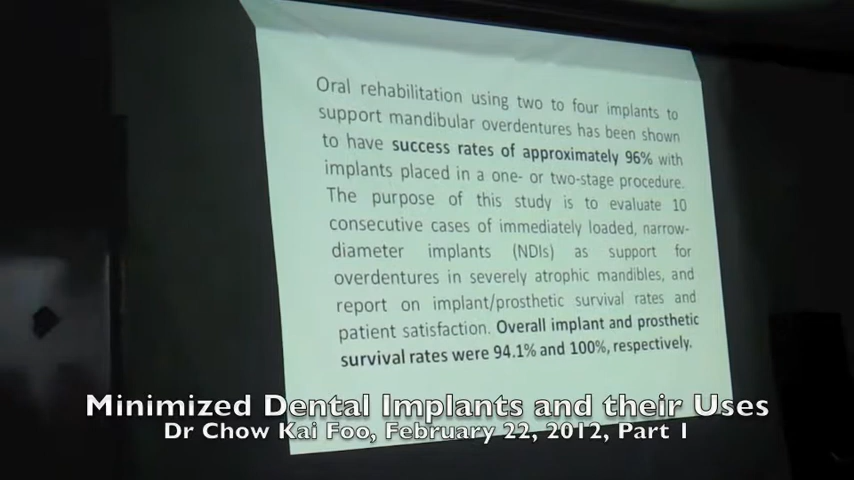 Oral rehabilitation using two to four implants to
support mandibular overdentures has been shown
to have success rates of approximately 96% with
implants placed in a one- or two-stage procedure.
The purpose of this study is to evaluate 10
consecutive cases of immediately loaded, narrow-
diameter implants (NDIs) as support for
overdentures in severely atrophic mandibles, and
report on implant/prosthetic survival rates and
patient satisfaction. Overall implant and prosthetic
survival rates were 94.1% and 100%, respectively.
Minimized Dental Implants and their Uses
Dr Chow Kai Foo, February 22, 2012, Part 1